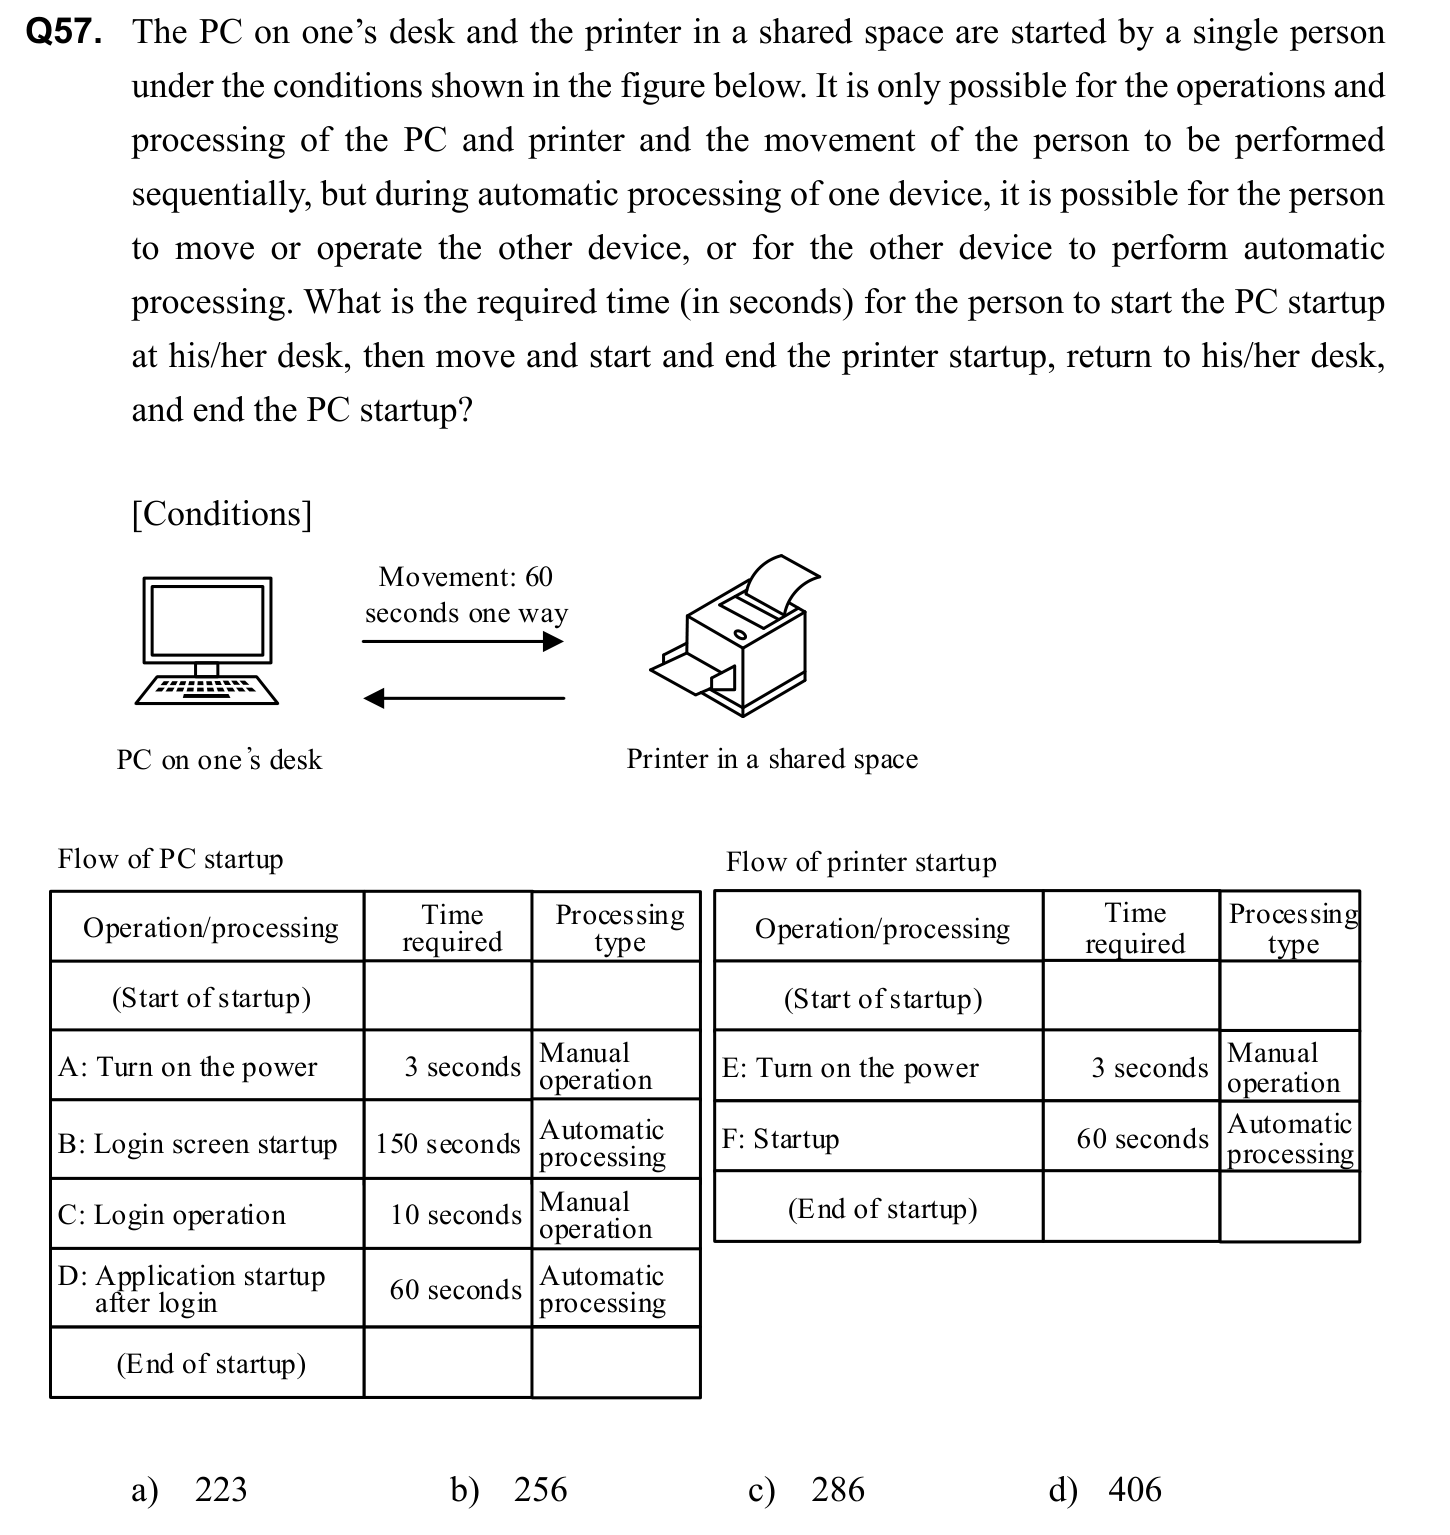 Q57. The PC on one’s desk and the printer in a shared space are started by a single person
under the conditions shown in the figure below. It is only possible for the operations and
processing of the PC and printer and the movement of the person to be performed
sequentially, but during automatic processing of one device, it is possible for the person
to move or operate the other device, or for the other device to perform automatic
processing. What is the required time (in seconds) for the person to start the PC startup
at his/her desk, then move and start and end the printer startup, return to his/her desk,
and end the PC startup?
[Conditions]
Movement: 60
seconds one way
PC on one’s desk
Printer in a shared space
Flow of PC startup
Operation/processing
Time
required
Processing
type
(Start of startup)
A: Turn on the power
3 seconds
Manual
operation
B: Login screen startup
150 seconds
Automatic
processing
C: Login operation
10 seconds
Manual
operation
D: Application startup
after login
60 seconds
Automatic
processing
(End of startup)
Flow of printer startup
Operation/processing
Time
required
Processing
type
(Start of startup)
E: Turn on the power
3 seconds
Manual
operation
F: Startup
60 seconds
Automatic
processing
(End of startup)
a) 223 b) 256 c) 286 d) 406